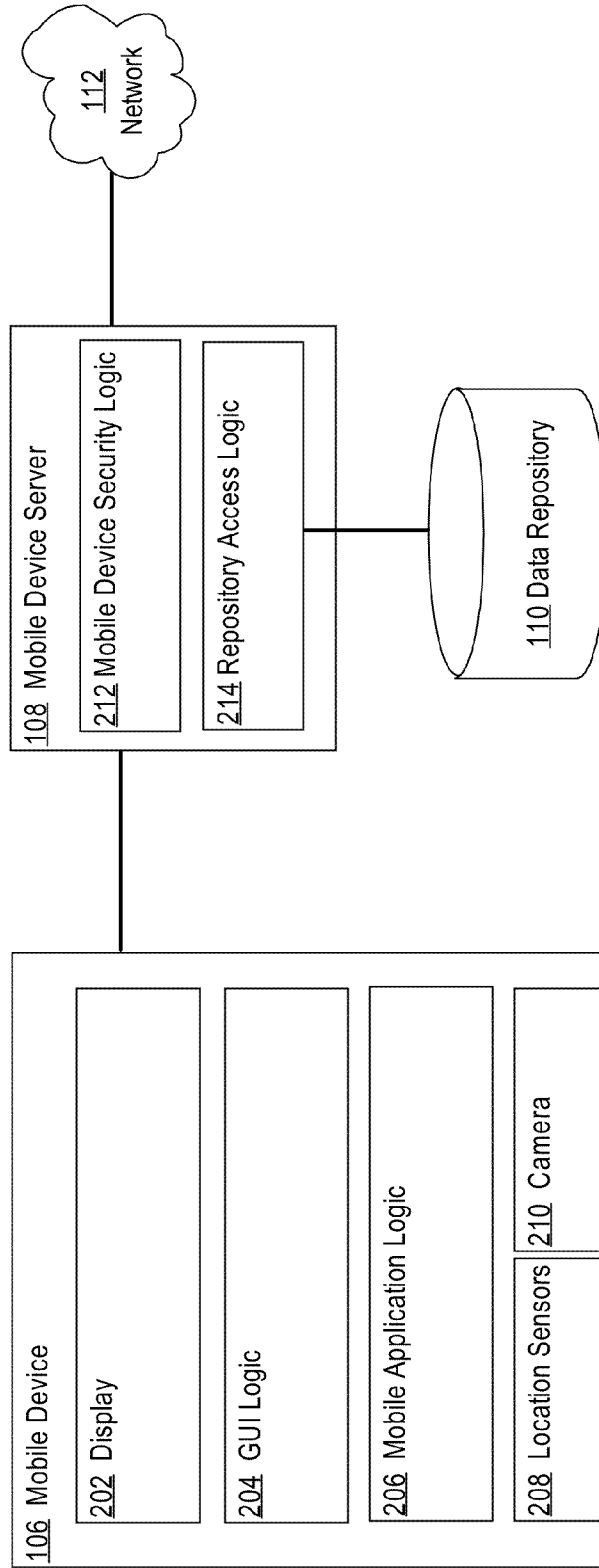 106 Mobile Device
202 Display
204 GUI Logic
206 Mobile Application Logic
208 Location Sensors
210 Camera
108 Mobile Device Server
212 Mobile Device Security Logic
214 Repository Access Logic
110 Data Repository
112
Network